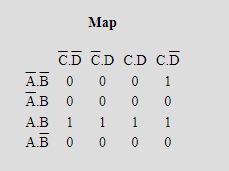 Map
C̅.D̅ C̅.D C.D C.D̅
A̅.B̅ 0 0 0 1
A̅.B 0 0 0 0
A.B 1 1 1 1
A.B̅ 0 0 0 0